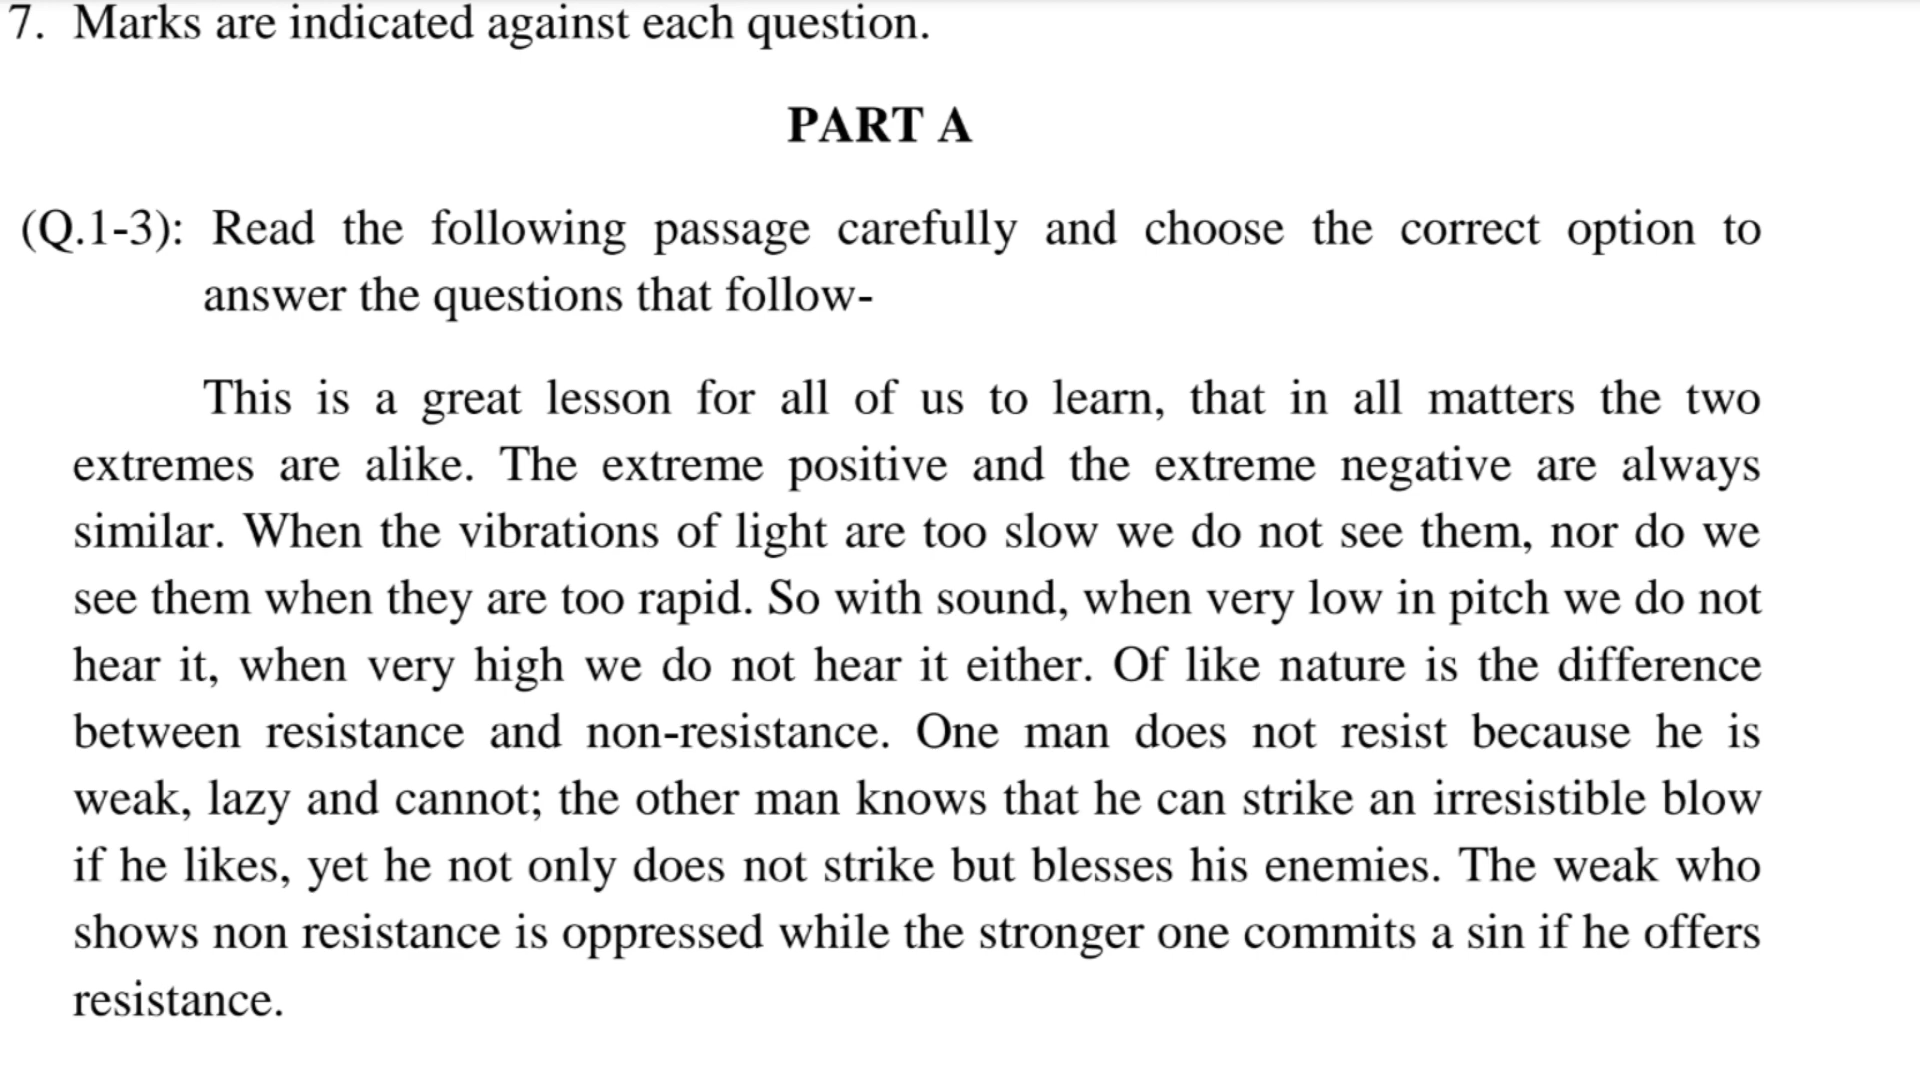 7. Marks are indicated against each question.
PART A
(Q.1-3): Read the following passage carefully and choose the correct option to
answer the questions that follow-
This is a great lesson for all of us to learn, that in all matters the two
extremes are alike. The extreme positive and the extreme negative are always
similar. When the vibrations of light are too slow we do not see them, nor do we
see them when they are too rapid. So with sound, when very low in pitch we do not
hear it, when very high we do not hear it either. Of like nature is the difference
between resistance and non-resistance. One man does not resist because he is
weak, lazy and cannot; the other man knows that he can strike an irresistible blow
if he likes, yet he not only does not strike but blesses his enemies. The weak who
shows non resistance is oppressed while the stronger one commits a sin if he offers
resistance.